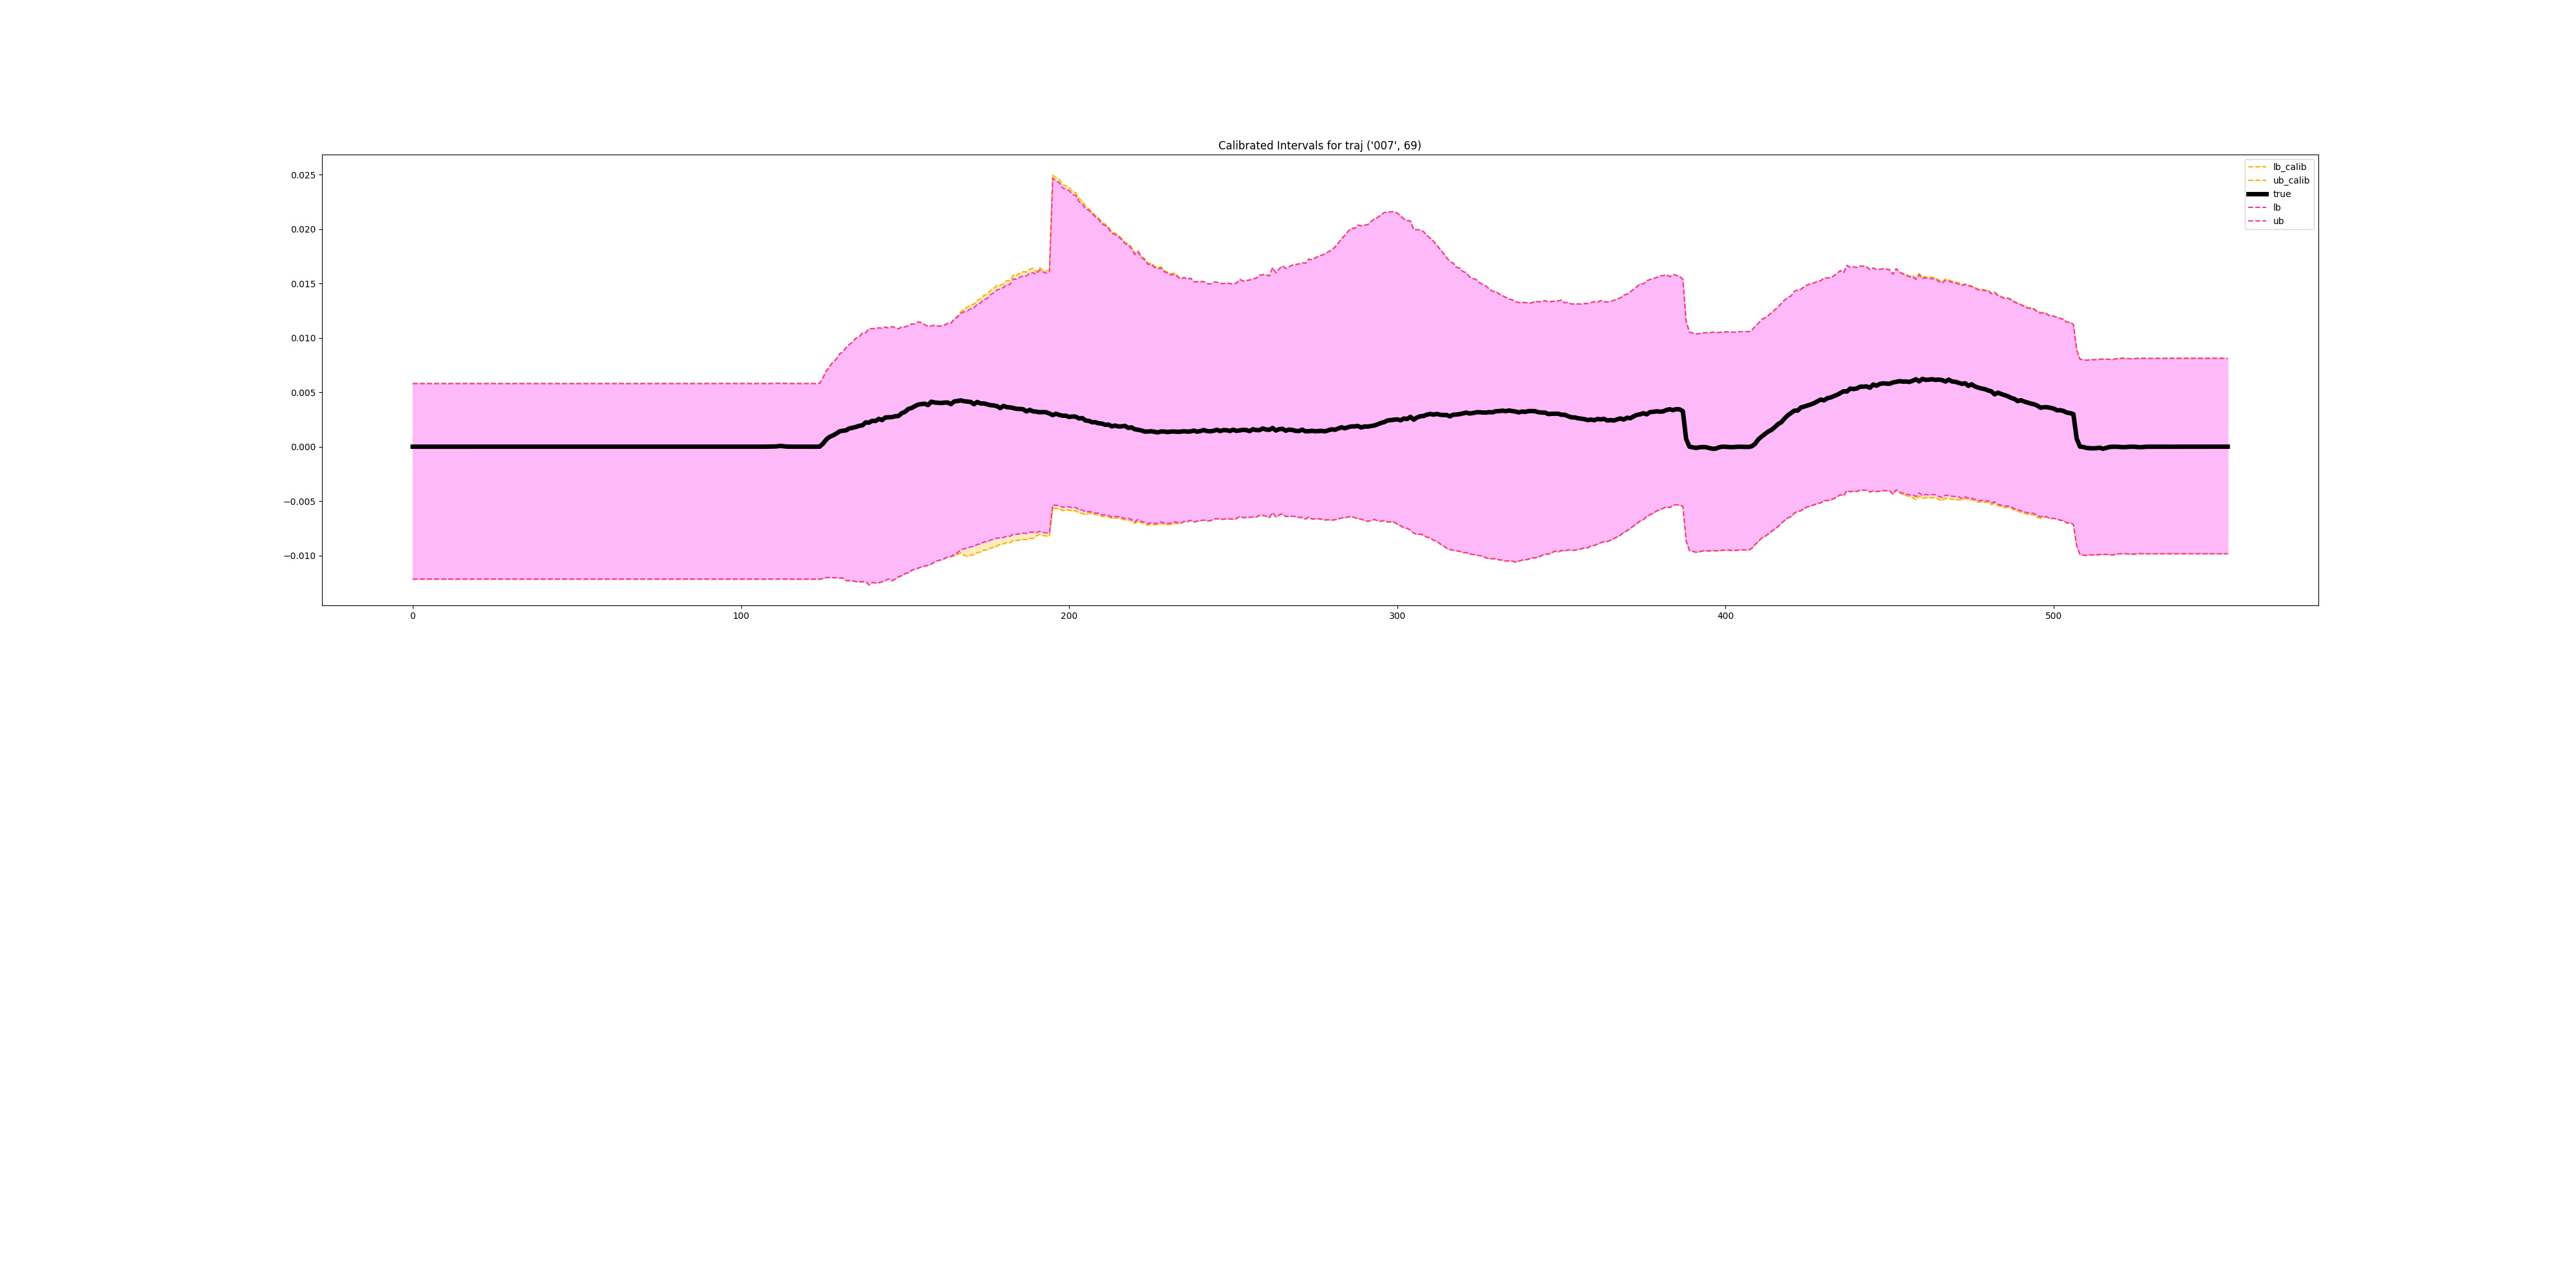 Calibrated Intervals for traj ('007', 69)
0.025
0.020
0.015
0.010
0.005
0.000
−0.005
−0.010
0 100 200 300 400 500
lb_calib
ub_calib
true
lb
ub